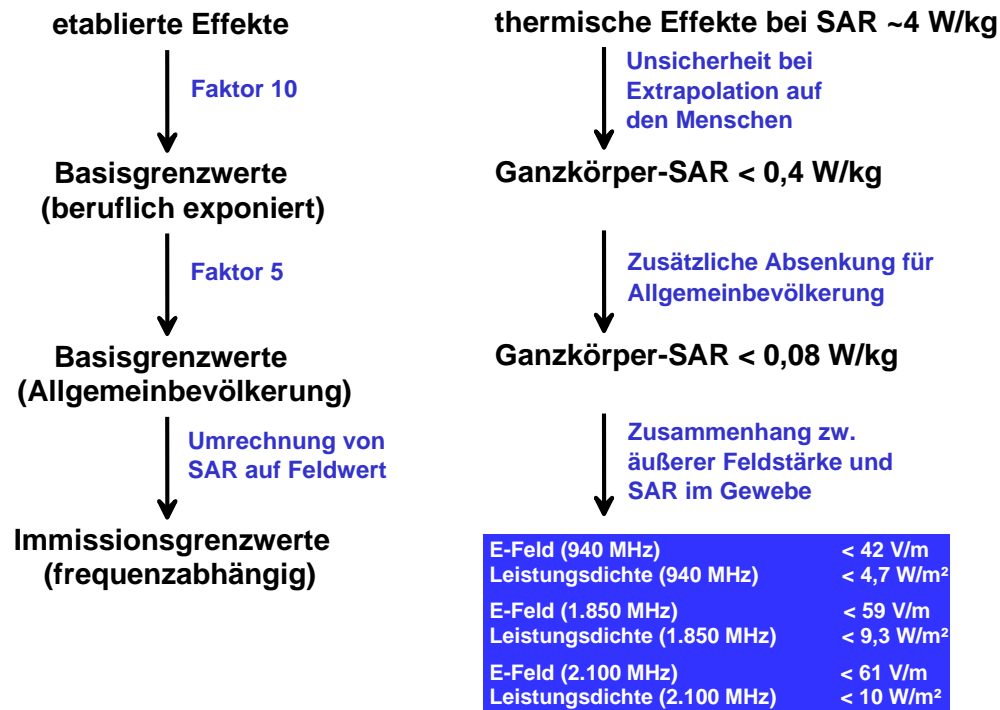 etablierte Effekte
Faktor 10
Basisgrenzwerte
(beruflich exponiert)
Faktor 5
Basisgrenzwerte
(Allgemeinbevölkerung)
Umrechnung von
SAR auf Feldwert
Immissionsgrenzwerte
(frequenzabhängig)
thermische Effekte bei SAR ~4 W/kg
Unsicherheit bei
Extrapolation auf
den Menschen
Ganzkörper-SAR < 0,4 W/kg
Zusätzliche Absenkung für
Allgemeinbevölkerung
Ganzkörper-SAR < 0,08 W/kg
Zusammenhang zw.
äußerer Feldstärke und
SAR im Gewebe
E-Feld (940 MHz) < 42 V/m
Leistungsdichte (940 MHz) < 4,7 W/m²
E-Feld (1.850 MHz) < 59 V/m
Leistungsdichte (1.850 MHz) < 9,3 W/m²
E-Feld (2.100 MHz) < 61 V/m
Leistungsdichte (2.100 MHz) < 10 W/m²